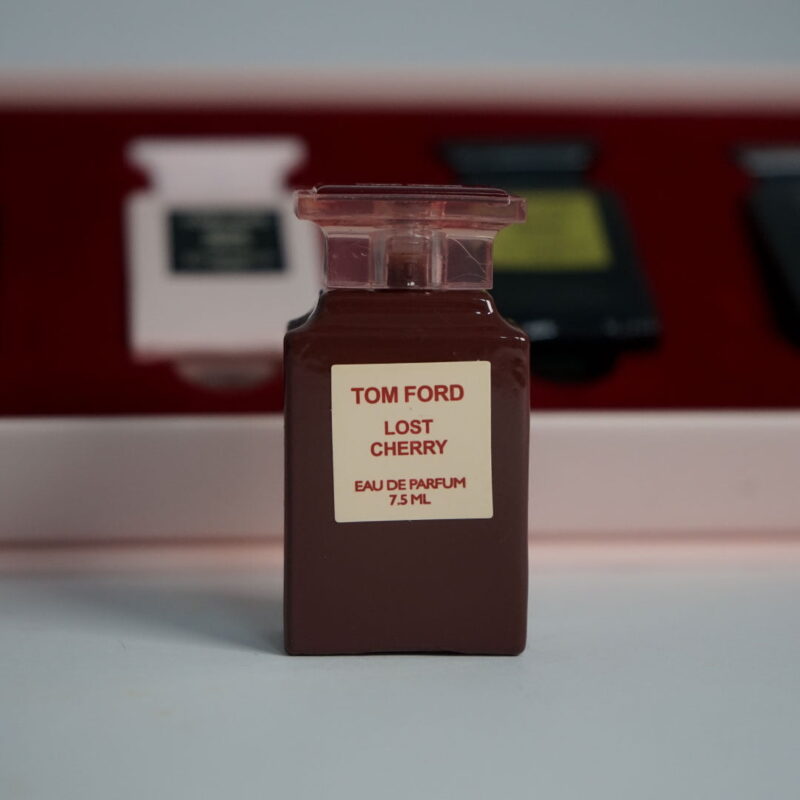 TOM FORD
LOST
CHERRY
EAU DE PARFUM
7.5 ML